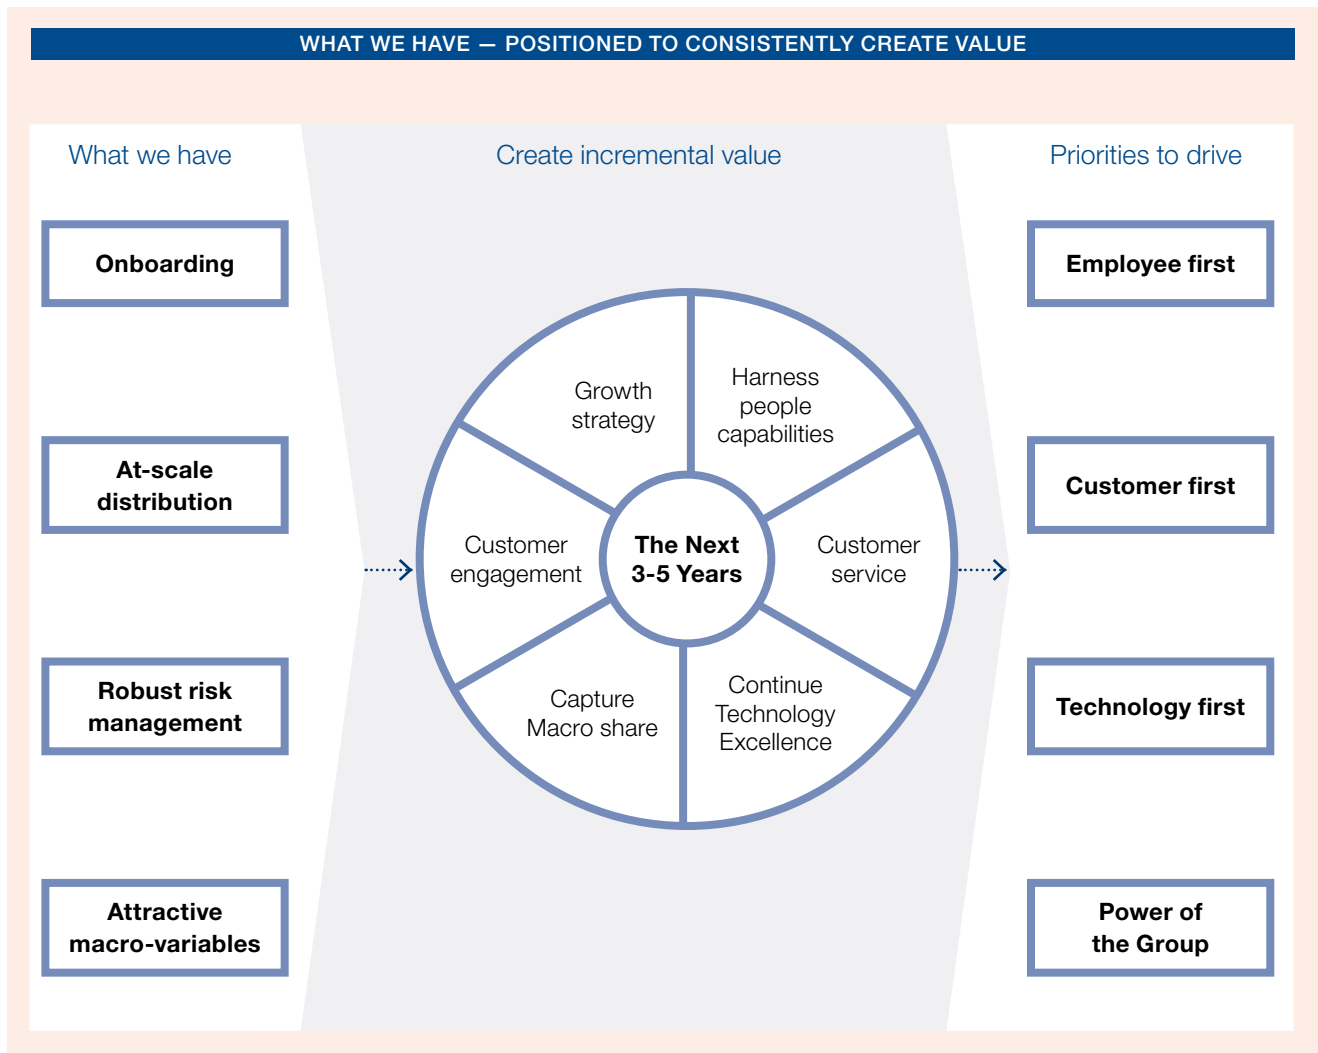 WHAT WE HAVE — POSITIONED TO CONSISTENTLY CREATE VALUE
What we have
Onboarding
At-scale
distribution
Robust risk
management
Attractive
macro-variables
Create incremental value
Growth
strategy
Harness
people
capabilities
Customer
engagement
The Next
3-5 Years
Customer
service
Capture
Macro share
Continue
Technology
Excellence
Priorities to drive
Employee first
Customer first
Technology first
Power of
the Group